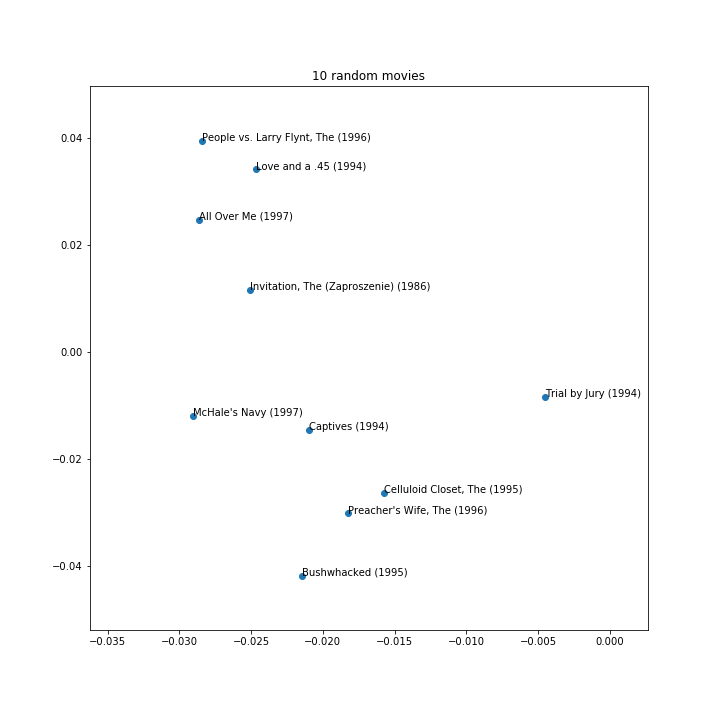 10 random movies
0.04
People vs. Larry Flynt, The (1996)
Love and a .45 (1994)
All Over Me (1997)
0.02
Invitation, The (Zaproszenie) (1986)
0.00
Trial by Jury (1994)
McHale's Navy (1997)
Captives (1994)
−0.02
Celluloid Closet, The (1995)
Preacher's Wife, The (1996)
−0.04
Bushwhacked (1995)
−0.035 −0.030 −0.025 −0.020 −0.015 −0.010 −0.005 0.000